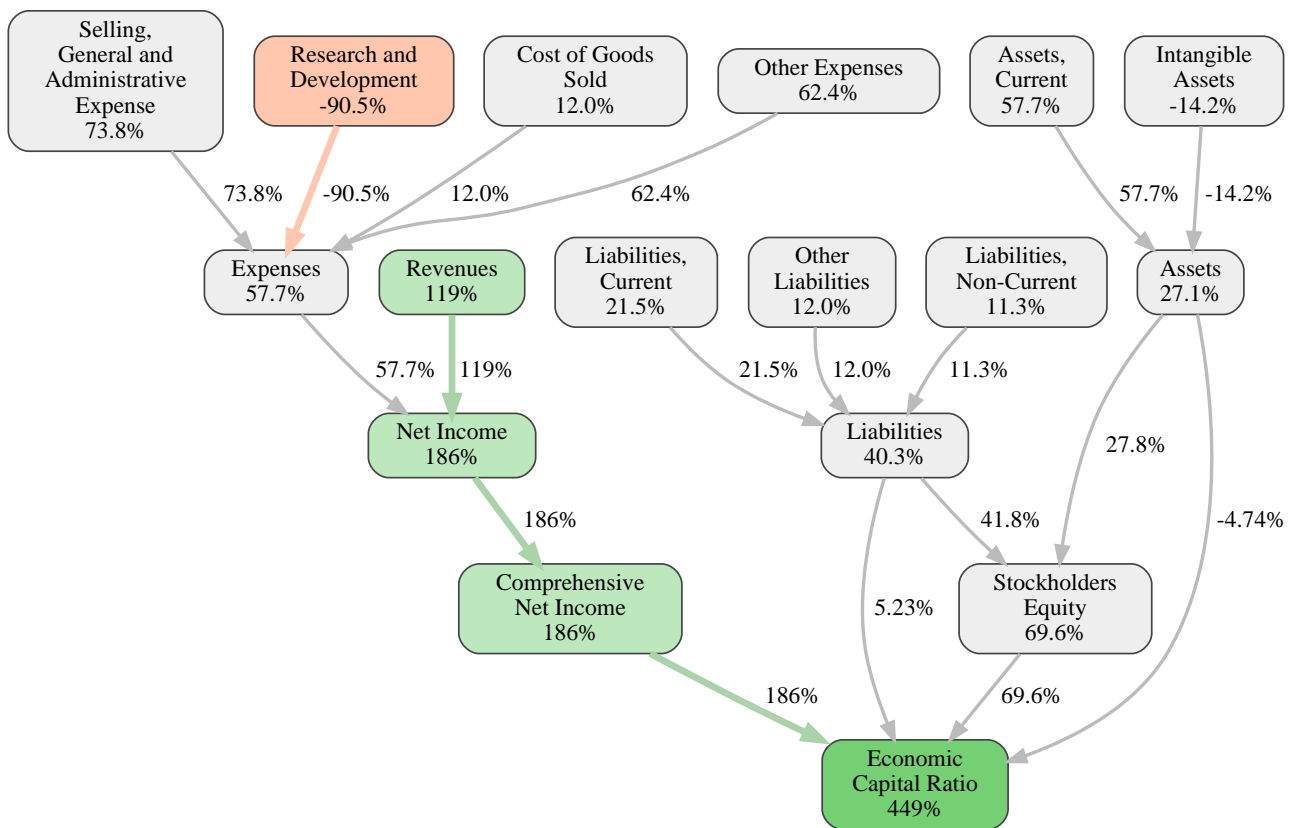 Selling,
General and
Administrative
Expense
73.8%
Research and
Development
-90.5%
Cost of Goods
Sold
12.0%
Other Expenses
62.4%
Assets,
Current
57.7%
Intangible
Assets
-14.2%
73.8%
-90.5%
12.0%
62.4%
57.7%
-14.2%
Expenses
57.7%
Revenues
119%
Liabilities,
Current
21.5%
Other
Liabilities
12.0%
Liabilities,
Non-Current
11.3%
Assets
27.1%
57.7%
119%
21.5%
12.0%
11.3%
Net Income
186%
Liabilities
40.3%
27.8%
186%
41.8%
-4.74%
Comprehensive
Net Income
186%
5.23%
Stockholders
Equity
69.6%
186%
69.6%
Economic
Capital Ratio
449%